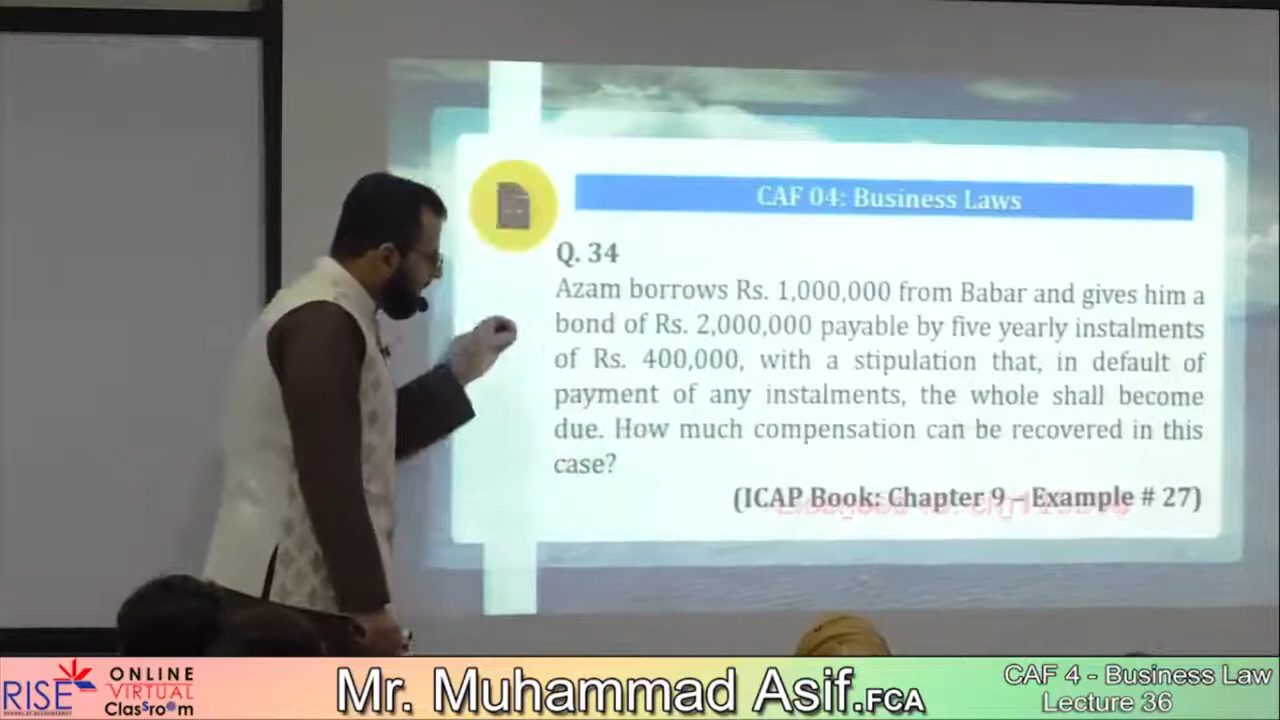 CAF 04: Business Laws
Q. 34
Azam borrows Rs. 1,000,000 from Babar and gives him a
bond of Rs. 2,000,000 payable by five yearly instalments
of Rs. 400,000, with a stipulation that, in default of
payment of any instalments, the whole shall become
due. How much compensation can be recovered in this
case?
(ICAP Book: Chapter 9 – Example # 27)
RISE
ONLINE
VIRTUAL
ClasSroom
Mr. Muhammad Asif.FCA
CAF 4 - Business Law
Lecture 36